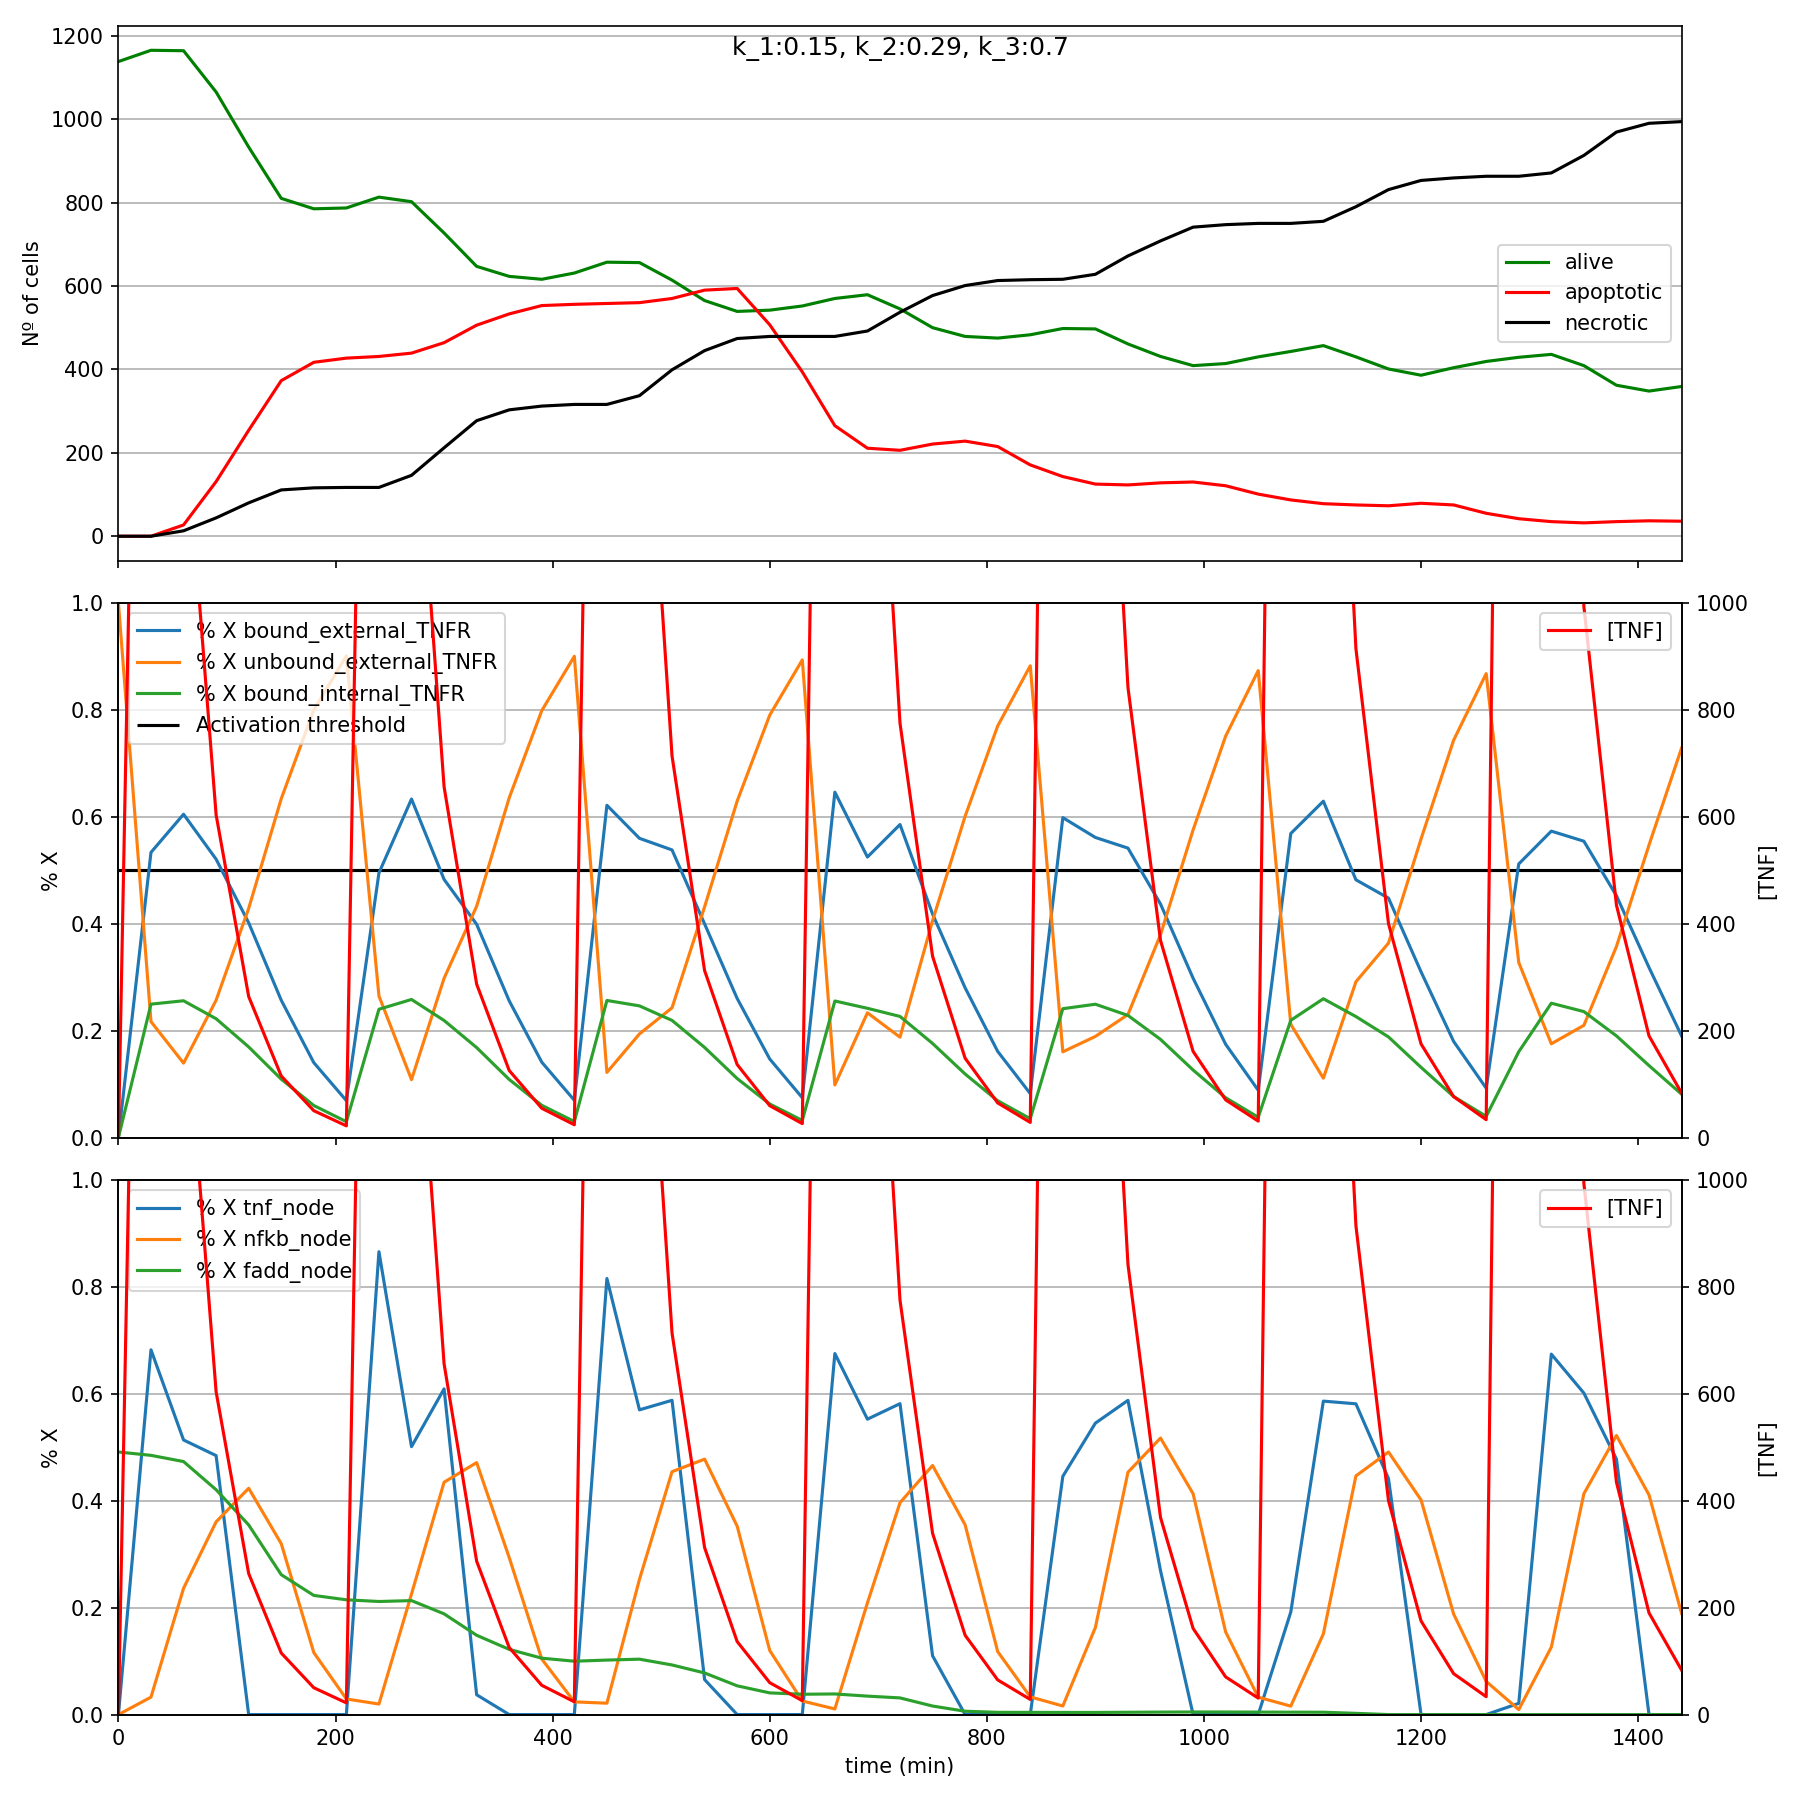 k_1:0.15, k_2:0.29, k_3:0.7
1200
1000
800
600
400
200
0
Nº of cells
alive
apoptotic
necrotic
1.0
0.8
0.6
0.4
0.2
0.0
% X
% X bound_external_TNFR
% X unbound_external_TNFR
% X bound_internal_TNFR
Activation threshold
[TNF]
1000
800
600
400
200
0
[TNF]
1.0
0.8
0.6
0.4
0.2
0.0
% X
% X tnf_node
% X nfkb_node
% X fadd_node
[TNF]
1000
800
600
400
200
0
[TNF]
0 200 400 600 800 1000 1200 1400
time (min)